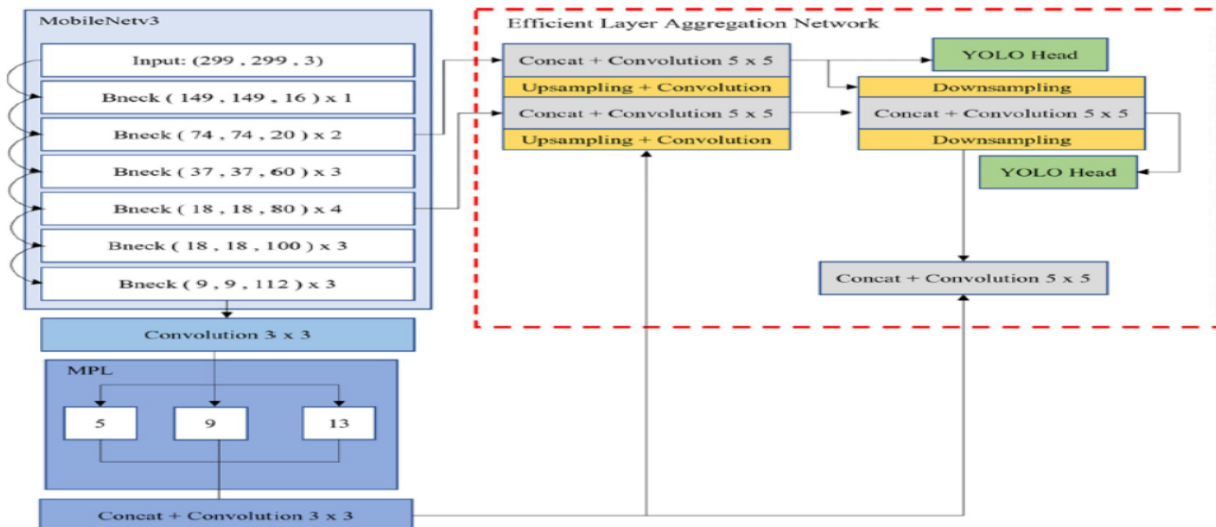 MobileNetv3
Input: (299 , 299 , 3)
Bneck ( 149 , 149 , 16 ) x 1
Bneck ( 74 , 74 , 20 ) x 2
Bneck ( 37 , 37 , 60 ) x 3
Bneck ( 18 , 18 , 80 ) x 4
Bneck ( 18 , 18 , 100 ) x 3
Bneck ( 9 , 9 , 112 ) x 3
Convolution 3 x 3
MPL
5
9
13
Concat + Convolution 3 x 3
Efficient Layer Aggregation Network
Concat + Convolution 5 x 5
Upsampling + Convolution
Concat + Convolution 5 x 5
Upsampling + Convolution
YOLO Head
Downsampling
Concat + Convolution 5 x 5
Downsampling
YOLO Head
Concat + Convolution 5 x 5